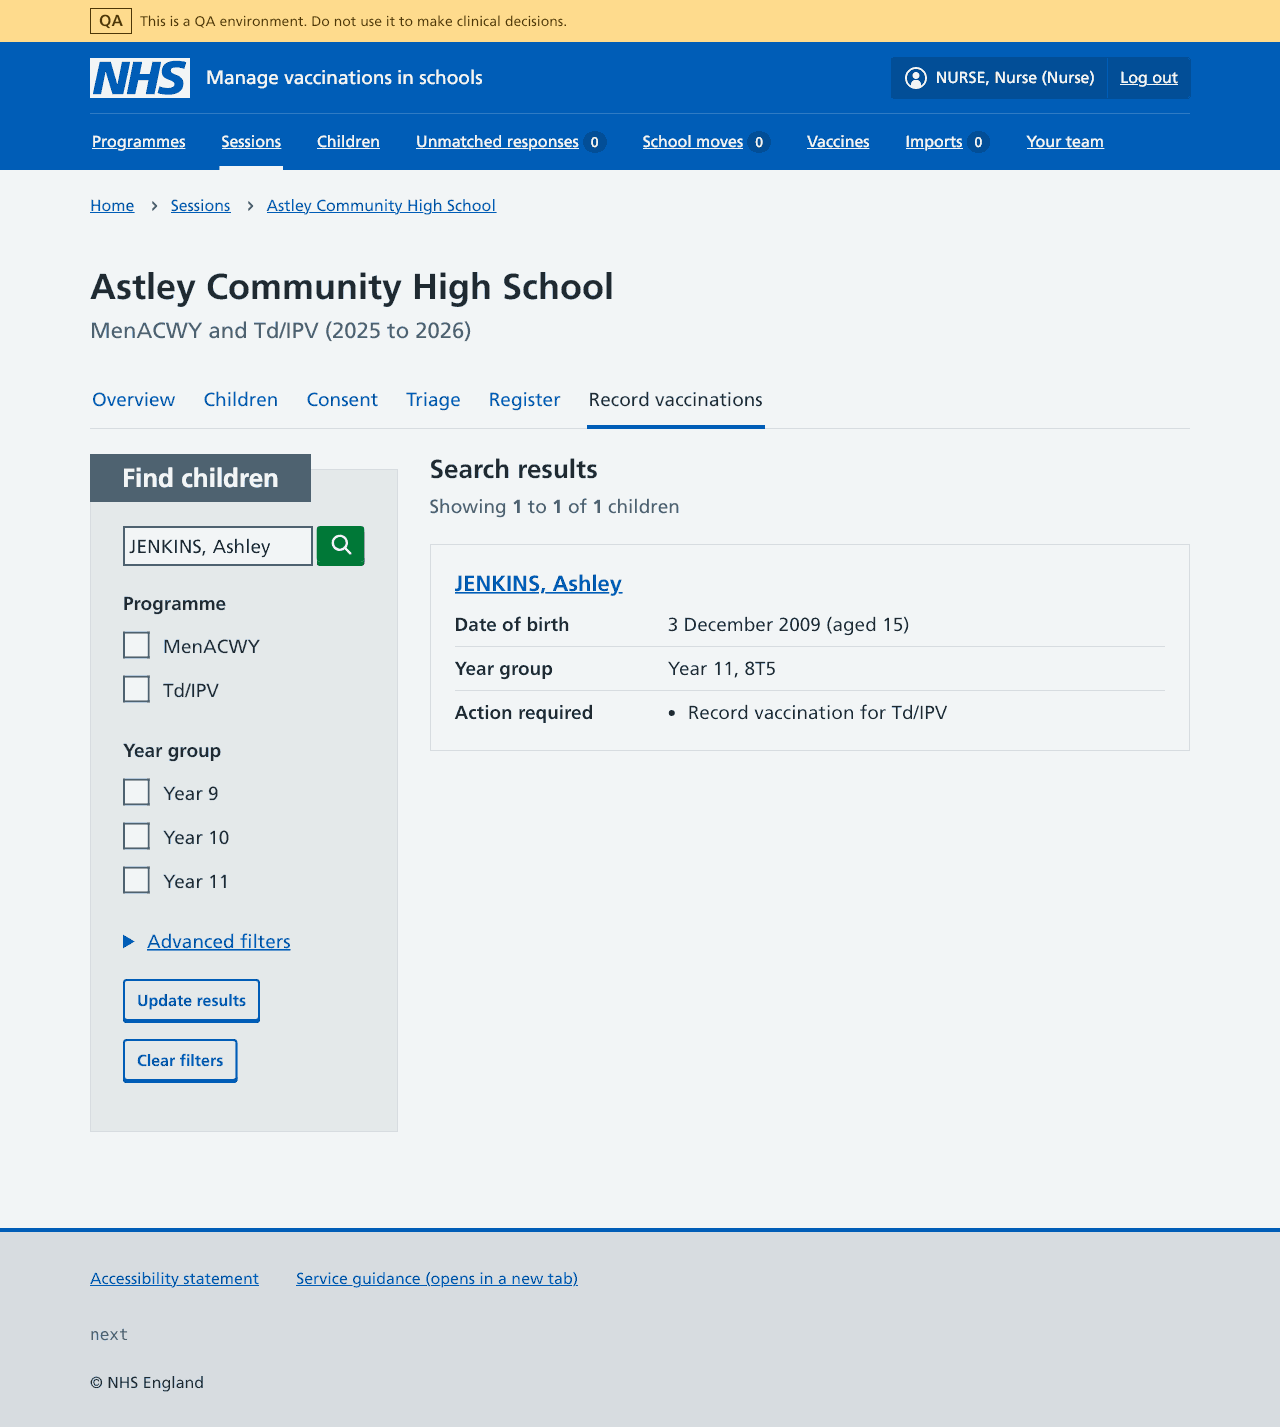 QA This is a QA environment. Do not use it to make clinical decisions.
NHS Manage vaccinations in schools NURSE, Nurse (Nurse) Log out
Programmes Sessions Children Unmatched responses 0 School moves 0 Vaccines Imports 0 Your team
Home Sessions Astley Community High School
Astley Community High School
MenACWY and Td/IPV (2025 to 2026)
Overview Children Consent Triage Register Record vaccinations
Find children
JENKINS, Ashley
Programme
MenACWY
Td/IPV
Year group
Year 9
Year 10
Year 11
Advanced filters
Update results
Clear filters
Search results
Showing 1 to 1 of 1 children
JENKINS, Ashley
Date of birth 3 December 2009 (aged 15)
Year group Year 11, 8T5
Action required • Record vaccination for Td/IPV
Accessibility statement Service guidance (opens in a new tab)
next
© NHS England